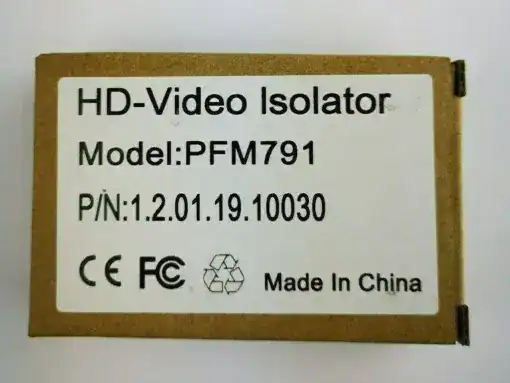 HD-Video Isolator
Model:PFM791
P/N:1.2.01.19.10030
CE FC Made In China